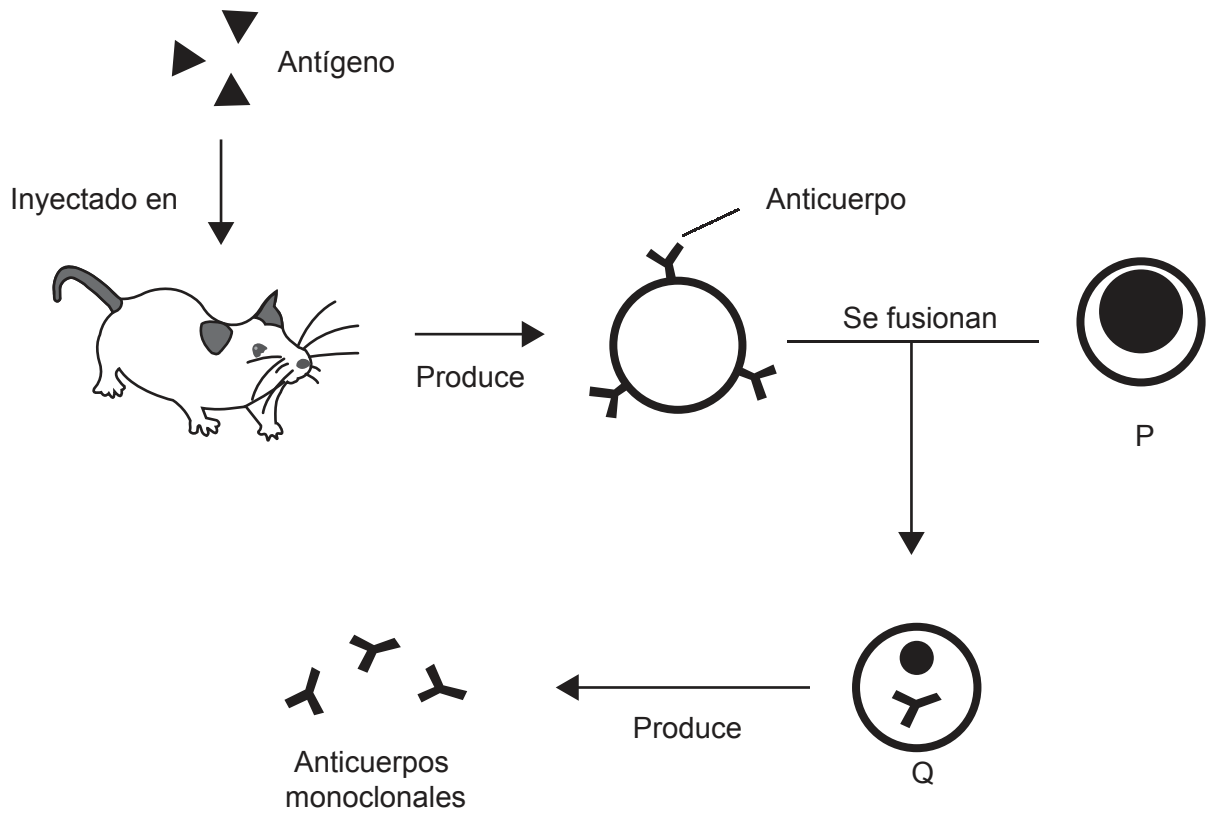 Antígeno
Inyectado en
Anticuerpo
Se fusionan
Produce
P
Produce
Q
Anticuerpos
monoclonales